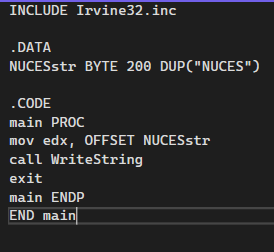 INCLUDE Irvine32.inc
.DATA
NUCESstr BYTE 200 DUP("NUCES")
.CODE
main PROC
mov edx, OFFSET NUCESstr
call WriteString
exit
main ENDP
END main